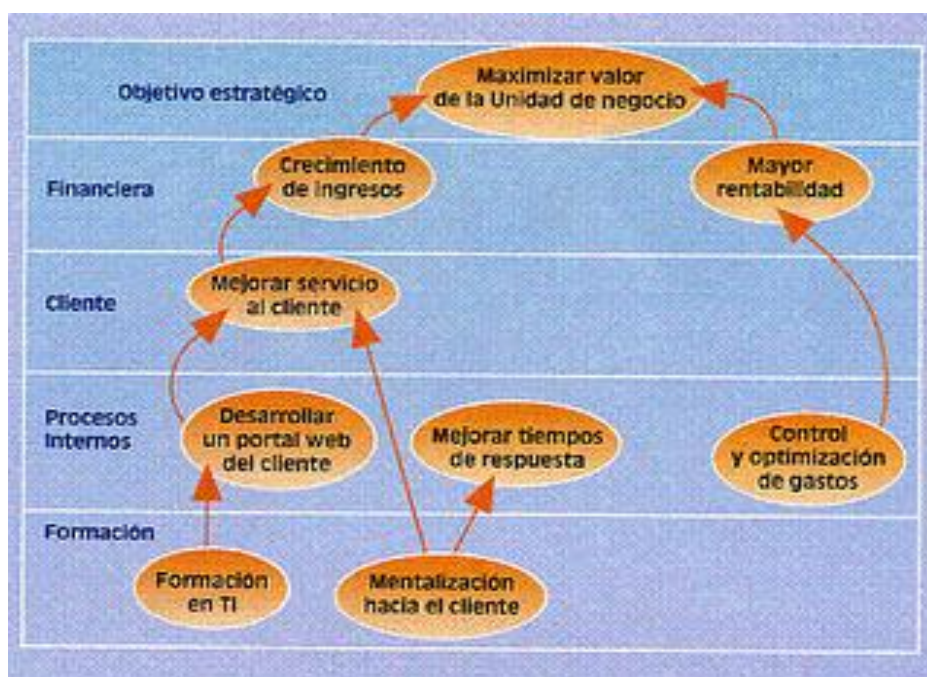 Objetivo estratégico
Maximizar valor
de la Unidad de negocio
Financiera
Crecimiento
de ingresos
Mayor
rentabilidad
Cliente
Mejorar servicio
al cliente
Procesos
Internos
Desarrollar
un portal web
del cliente
Mejorar tiempos
de respuesta
Control
y optimización
de gastos
Formación
Formación
en TI
Mentalización
hacia el cliente